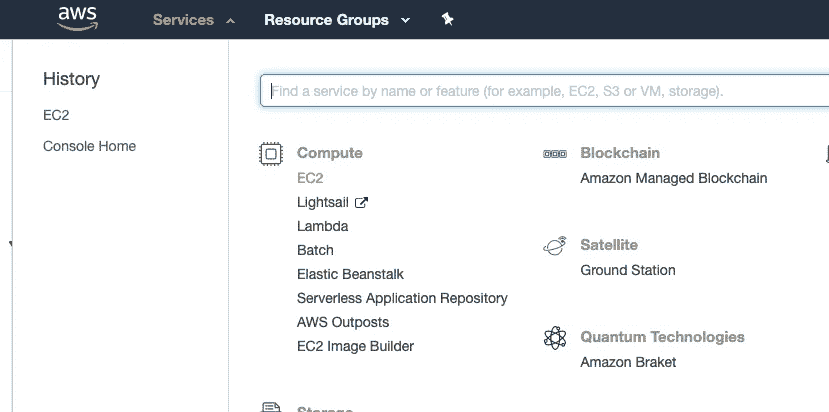 aws Services Resource Groups
History
EC2
Console Home
Find a service by name or feature (for example, EC2, S3 or VM, storage).
Compute
EC2
Lightsail
Lambda
Batch
Elastic Beanstalk
Serverless Application Repository
AWS Outposts
EC2 Image Builder
Storage
Blockchain
Amazon Managed Blockchain
Satellite
Ground Station
Quantum Technologies
Amazon Braket